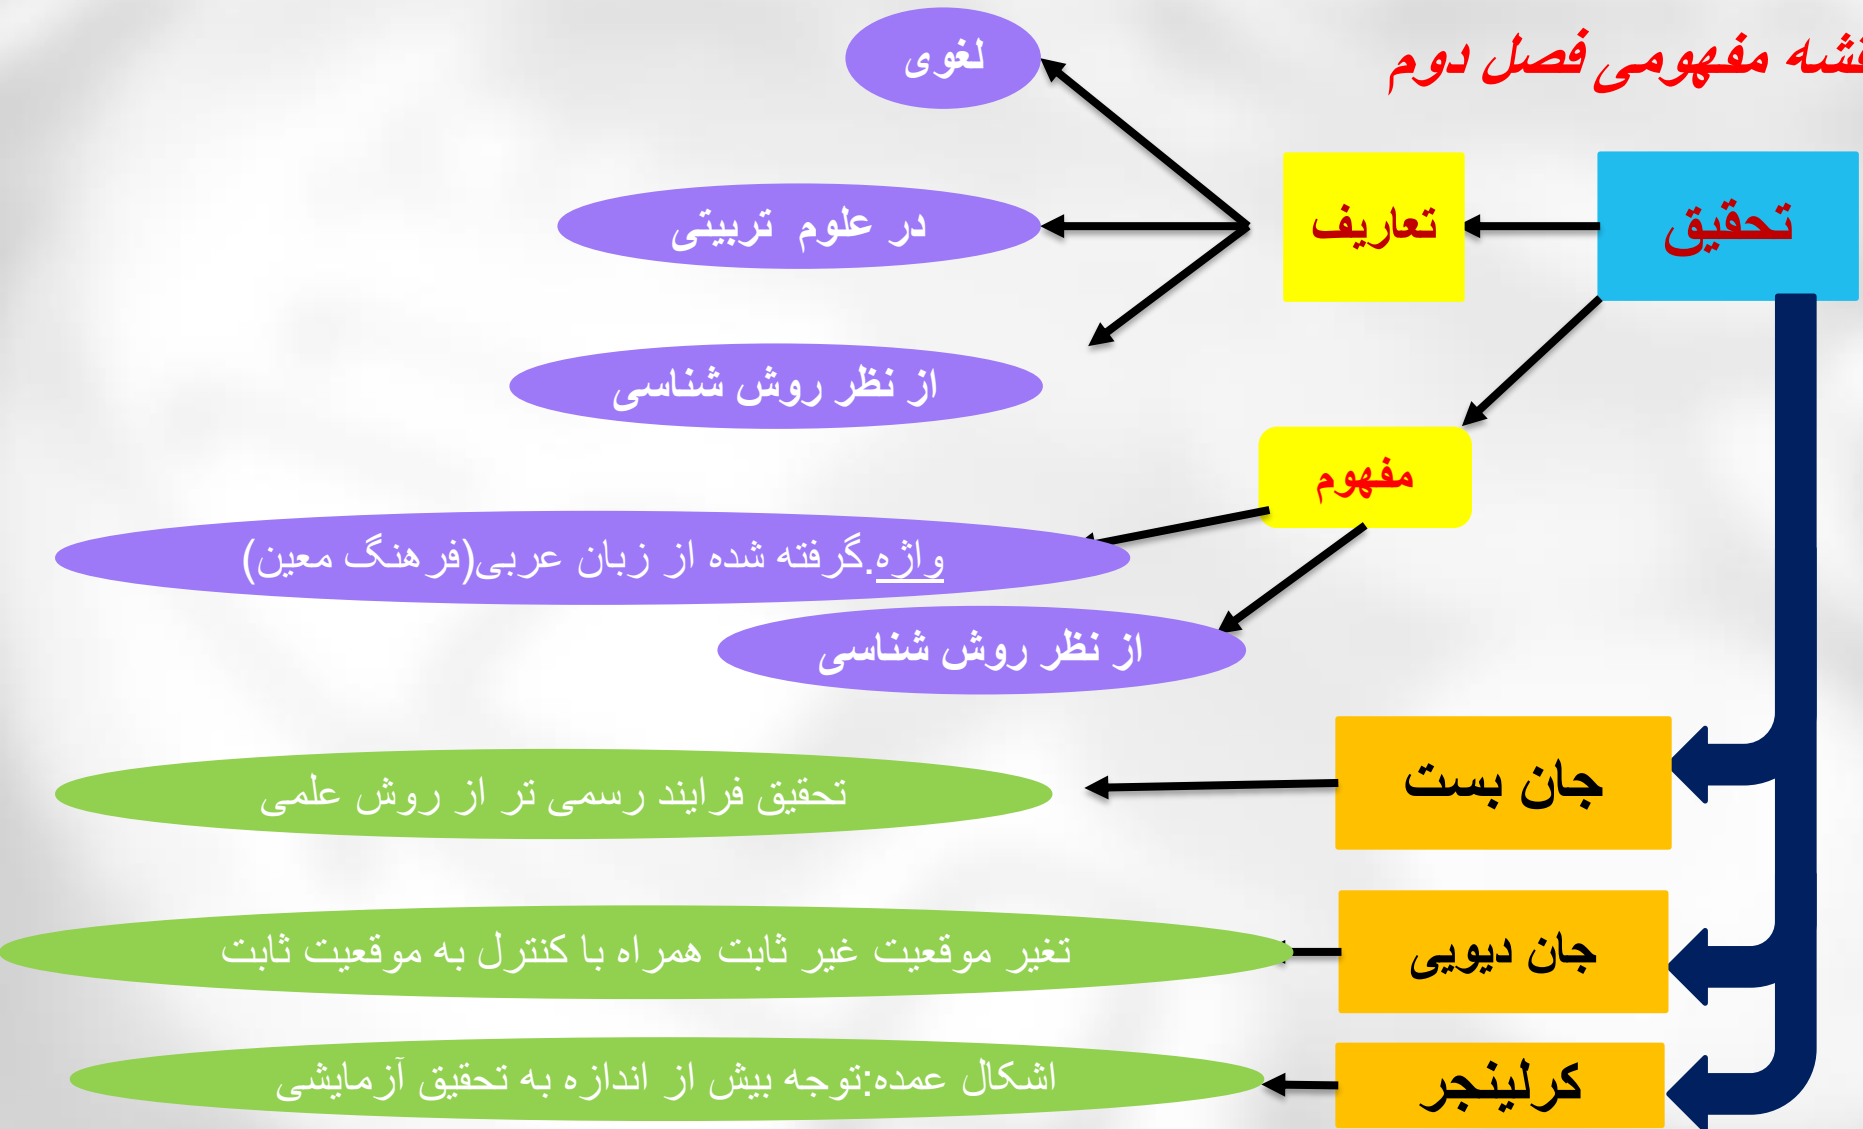 قشه مفهومی فصل دوم
تحقیق
تعاریف
لغوی
در علوم تربیتی
از نظر روش شناسی
مفهوم
واژه.گرفته شده از زبان عربی(فرهنگ معین)
از نظر روش شناسی
جان بست
تحقیق فرایند رسمی تر از روش علمی
جان دیویی
تغیر موقعیت غیر ثابت همراه با کنترل به موقعیت ثابت
کرلینجر
اشکال عمده:توجه بیش از اندازه به تحقیق آزمایشی